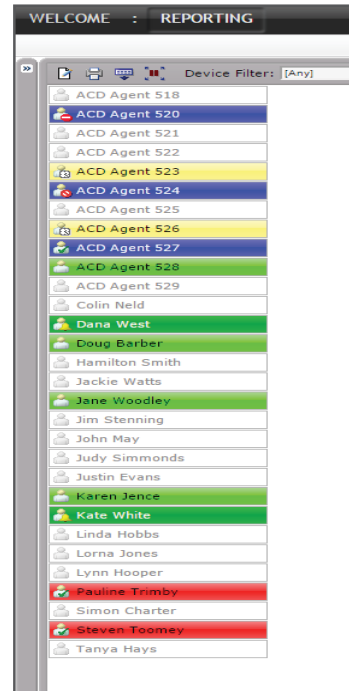 WELCOME : REPORTING
Device Filter: [Any]
ACD Agent 518
ACD Agent 520
ACD Agent 521
ACD Agent 522
ACD Agent 523
ACD Agent 524
ACD Agent 525
ACD Agent 526
ACD Agent 527
ACD Agent 528
ACD Agent 529
Colin Neld
Dana West
Doug Barber
Hamilton Smith
Jackie Watts
Jane Woodley
Jim Stenning
John May
Judy Simmonds
Justin Evans
Karen Jence
Kate White
Linda Hobbs
Lorna Jones
Lynn Hooper
Pauline Trimby
Simon Charter
Steven Toomey
Tanya Hays